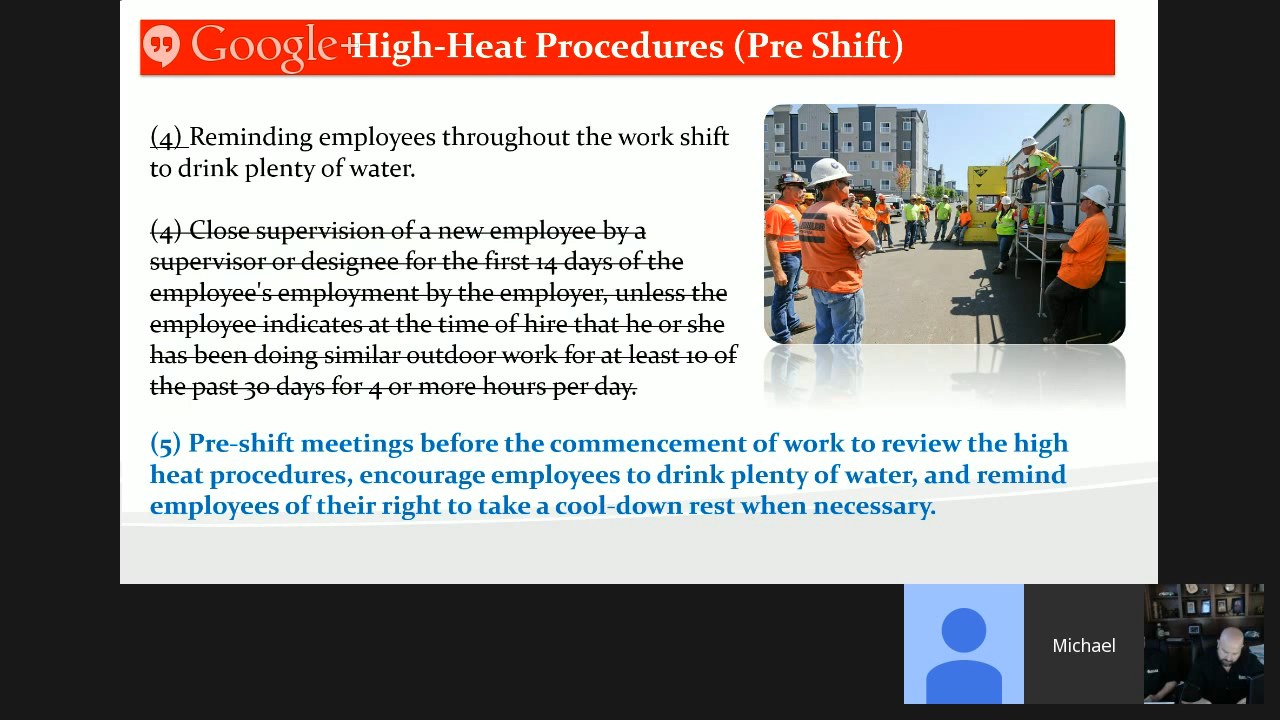 Google+
High-Heat Procedures (Pre Shift)
(4) Reminding employees throughout the work shift
to drink plenty of water.
(4) Close supervision of a new employee by a
supervisor or designee for the first 14 days of the
employee's employment by the employer, unless the
employee indicates at the time of hire that he or she
has been doing similar outdoor work for at least 10 of
the past 30 days for 4 or more hours per day.
(5) Pre-shift meetings before the commencement of work to review the high
heat procedures, encourage employees to drink plenty of water, and remind
employees of their right to take a cool-down rest when necessary.
Michael